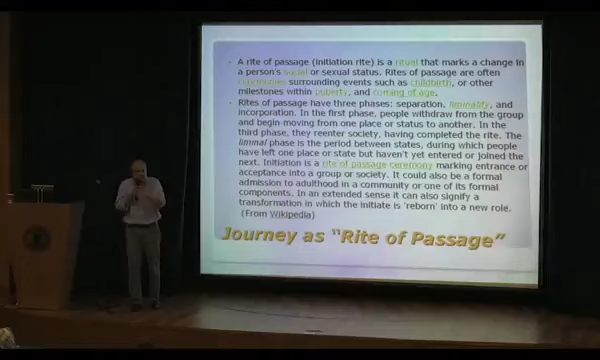 A rite of passage (initiation rite) is a ritual that marks a change in
a person's social or sexual status. Rites of passage are often
ceremonies surrounding events such as childbirth, or other
milestones within puberty, and coming of age.
Rites of passage have three phases: separation, liminality, and
incorporation. In the first phase, people withdraw from the group
and begin moving from one place or status to another. In the
third phase, they reenter society, having completed the rite. The
liminal phase is the period between states, during which people
have left one place or state but haven't yet entered or joined the
next. Initiation is a rite of passage ceremony marking entrance or
acceptance into a group or society. It could also be a formal
admission to adulthood in a community or one of its formal
components. In an extended sense it can also signify a
transformation in which the initiate is 'reborn' into a new role.
(From Wikipedia)
Journey as "Rite of Passage"